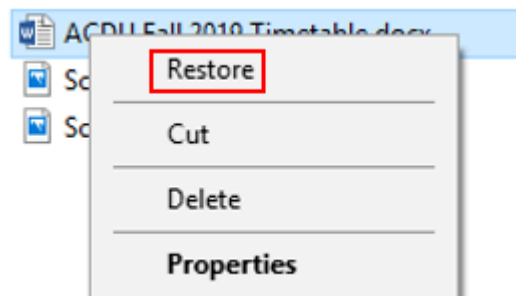 ACDU Fall 2019 Timetable.docx
Sc
Restore
Sc
Cut
Delete
Properties